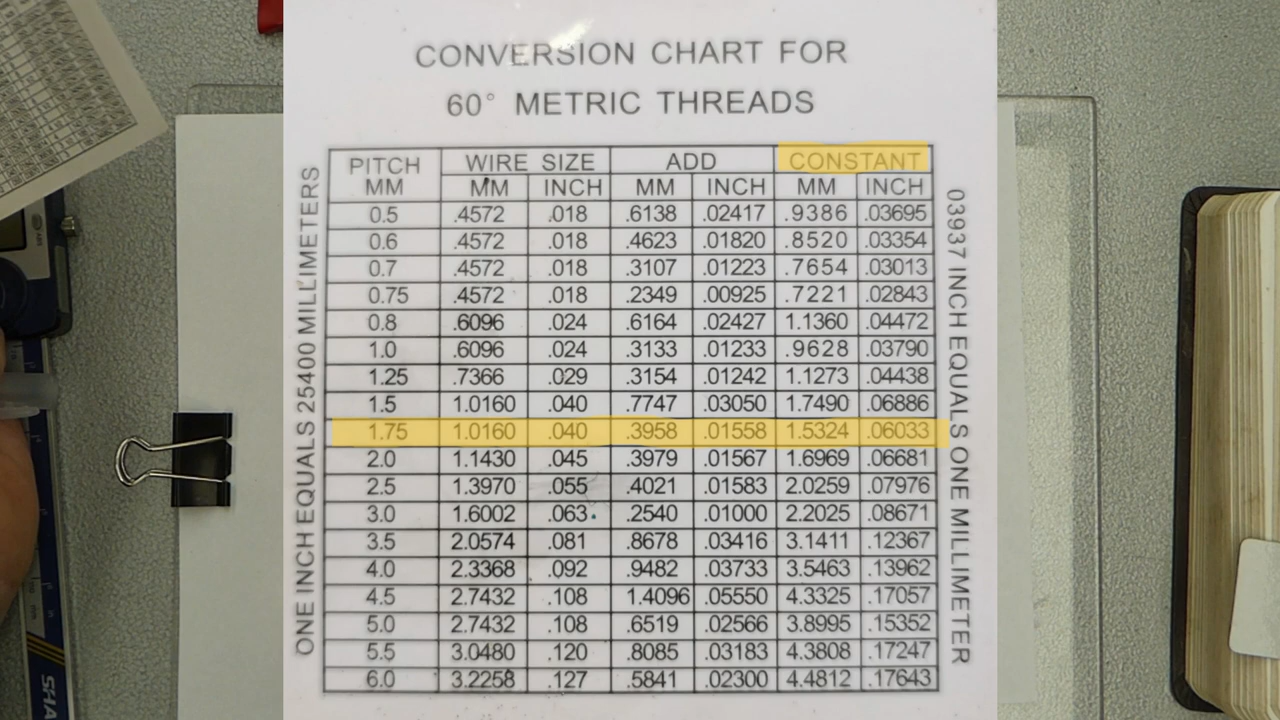 CONVERSION CHART FOR
60° METRIC THREADS
ONE INCH EQUALS 25400 MILLIMETERS
PITCH MM WIRE SIZE ADD CONSTANT
MM INCH MM INCH MM INCH
0.5 .4572 .018 .6138 .02417 .9386 .03695
0.6 .4572 .018 .4623 .01820 .8520 .03354
0.7 .4572 .018 .3107 .01223 .7654 .03013
0.75 .4572 .018 .2349 .00925 .7221 .02843
0.8 .6096 .024 .6164 .02427 1.1360 .04472
1.0 .6096 .024 .3133 .01233 .9628 .03790
1.25 .7366 .029 .3154 .01242 1.1273 .04438
1.5 1.0160 .040 .7747 .03050 1.7490 .06886
1.75 1.0160 .040 .3958 .01558 1.5324 .06033
2.0 1.1430 .045 .3979 .01567 1.6969 .06681
2.5 1.3970 .055 .4021 .01583 2.0259 .07976
3.0 1.6002 .063 .2540 .01000 2.2025 .08671
3.5 2.0574 .081 .8678 .03416 3.1411 .12367
4.0 2.3368 .092 .9482 .03733 3.5463 .13962
4.5 2.7432 .108 1.4096 .05550 4.3325 .17057
5.0 2.7432 .108 .6519 .02566 3.8995 .15352
5.5 3.0480 .120 .8085 .03183 4.3808 .17247
6.0 3.2258 .127 .5841 .02300 4.4812 .17643
03937 INCH EQUALS ONE MILLIMETER
SHA